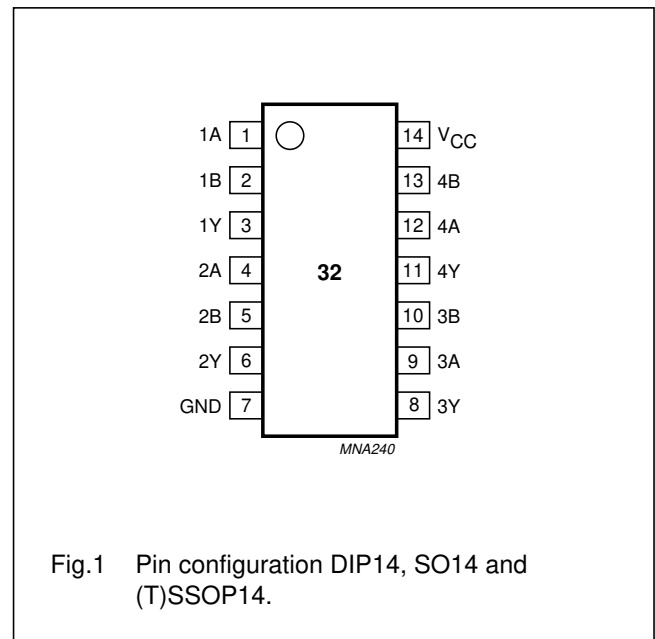 1A 1 14 VCC
1B 2 13 4B
1Y 3 12 4A
2A 4 32 11 4Y
2B 5 10 3B
2Y 6 9 3A
GND 7 8 3Y
MNA240
Fig.1 Pin configuration DIP14, SO14 and
(T)SSOP14.